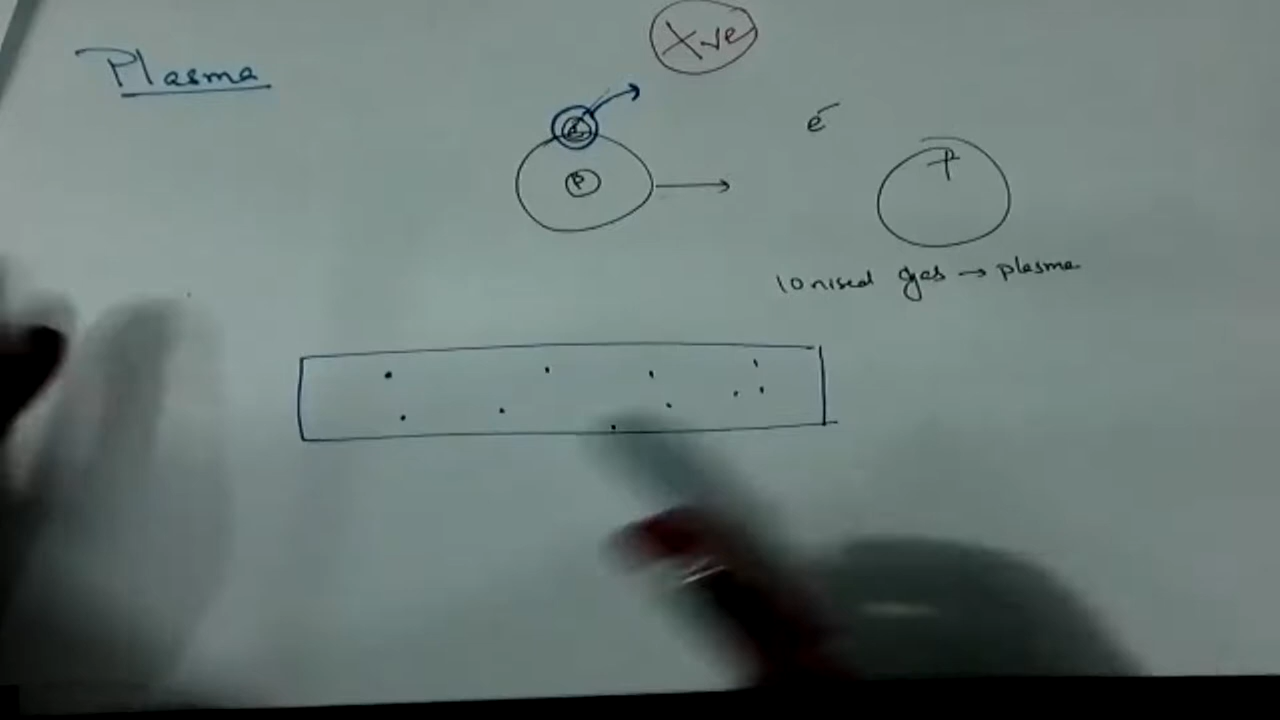 Plasma
X ve
e⁻
P
P
Ionised gas → plasma